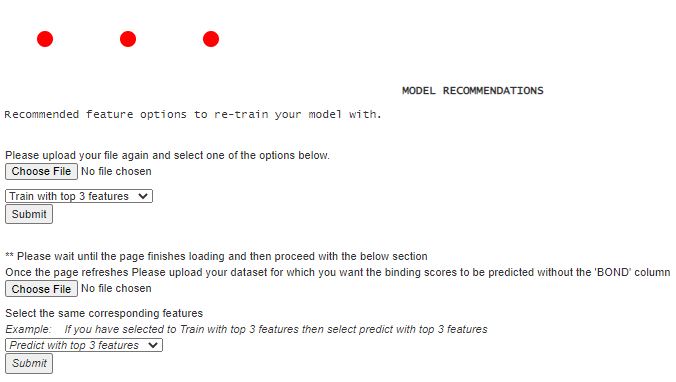 MODEL RECOMMENDATIONS
Recommended feature options to re-train your model with.
Please upload your file again and select one of the options below.
Choose File No file chosen
Train with top 3 features
Submit
** Please wait until the page finishes loading and then proceed with the below section
Once the page refreshes Please upload your dataset for which you want the binding scores to be predicted without the 'BOND' column
Choose File No file chosen
Select the same corresponding features
Example: If you have selected to Train with top 3 features then select predict with top 3 features
Predict with top 3 features
Submit